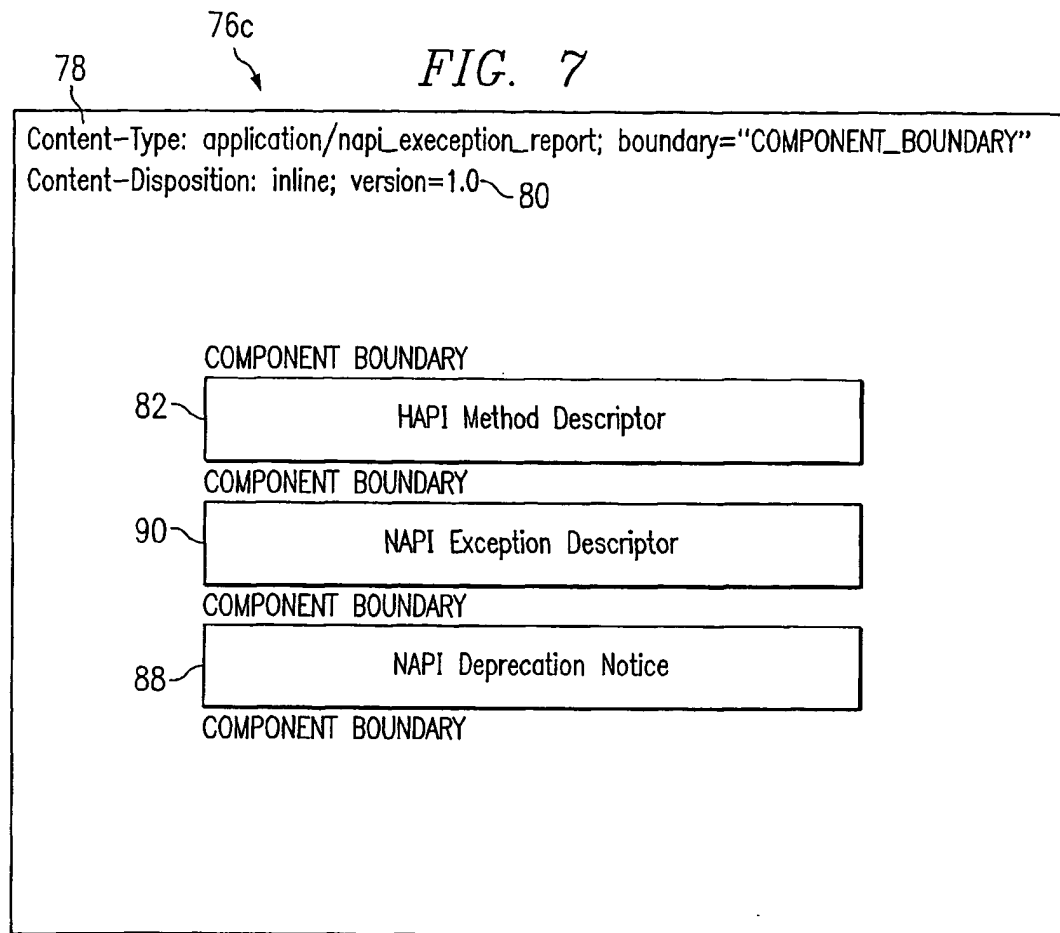 76c
FIG. 7
78
Content-Type: application/napi_exeception_report; boundary="COMPONENT_BOUNDARY"
Content-Disposition: inline; version=1.0 80
COMPONENT BOUNDARY
82 HAPI Method Descriptor
COMPONENT BOUNDARY
90 NAPI Exception Descriptor
COMPONENT BOUNDARY
88 NAPI Deprecation Notice
COMPONENT BOUNDARY